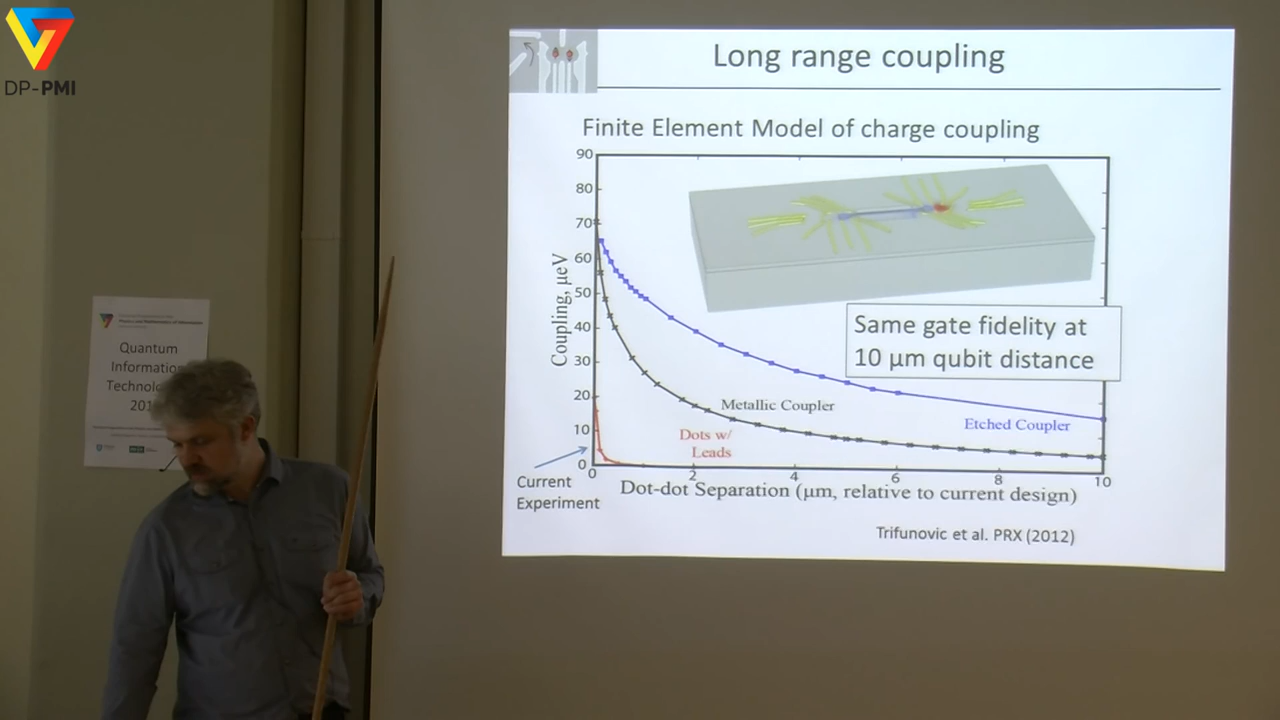 DP-PMI
Long range coupling
Finite Element Model of charge coupling
90
80
70
60
50
40
30
20
10
0
Coupling, μeV
Same gate fidelity at
10 μm qubit distance
Metallic Coupler
Etched Coupler
Dots w/
Leads
0
2
4
6
8
10
Current
Experiment
Dot-dot Separation (μm, relative to current design)
Trifunovic et al. PRX (2012)
Quantum